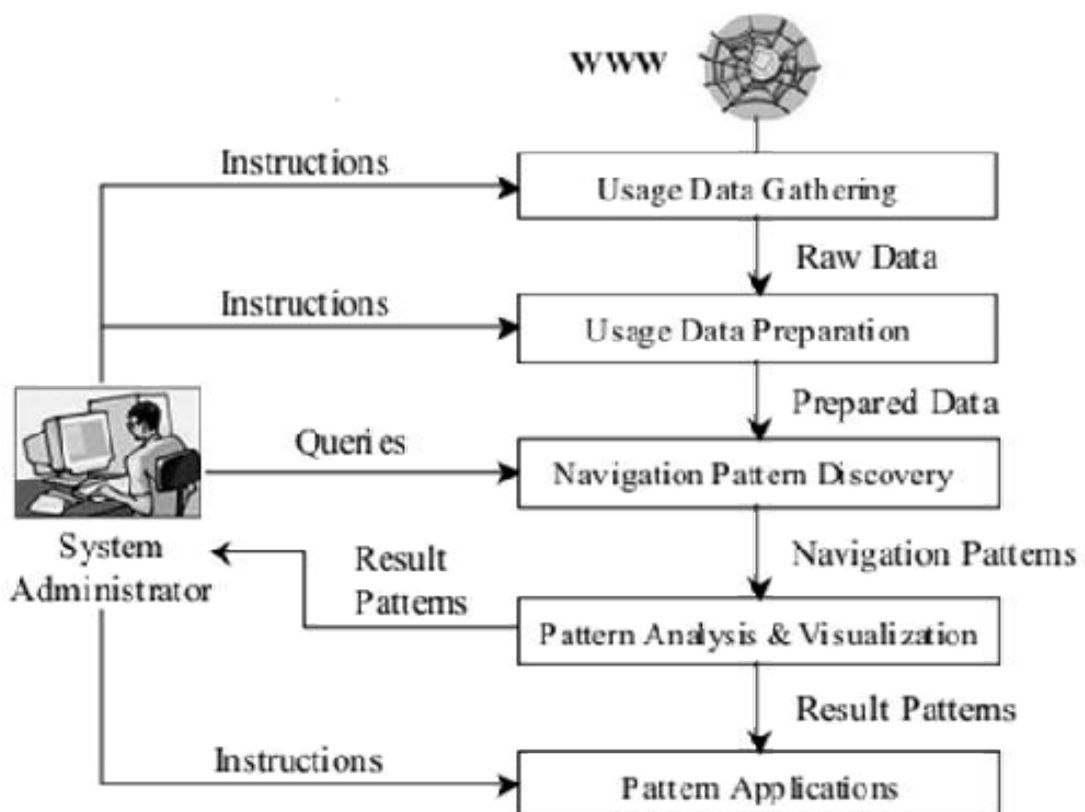 WWW
Instructions
Usage Data Gathering
Raw Data
Instructions
Usage Data Preparation
Prepared Data
Queries
Navigation Pattern Discovery
System
Administrator
Result
Patterns
Navigation Patterns
Pattern Analysis & Visualization
Result Patterns
Instructions
Pattern Applications